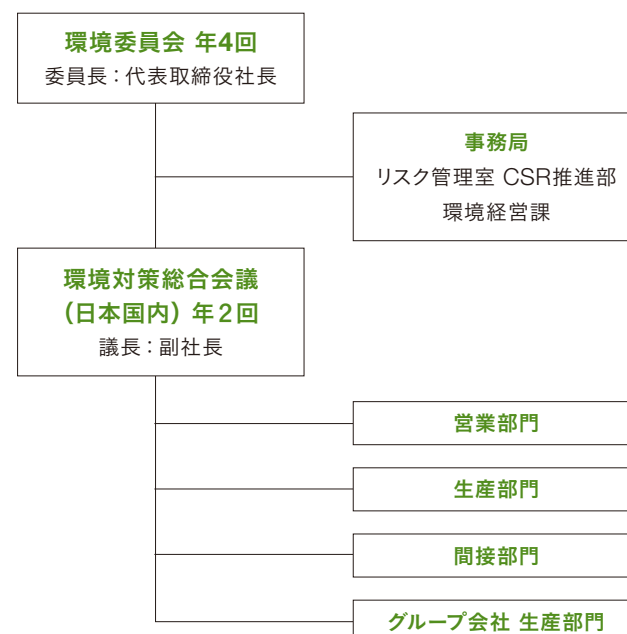 環境委員会 年4回
委員長：代表取締役社長
事務局
リスク管理室 CSR推進部
環境経営課
環境対策総合会議
（日本国内）年2回
議長：副社長
営業部門
生産部門
間接部門
グループ会社 生産部門